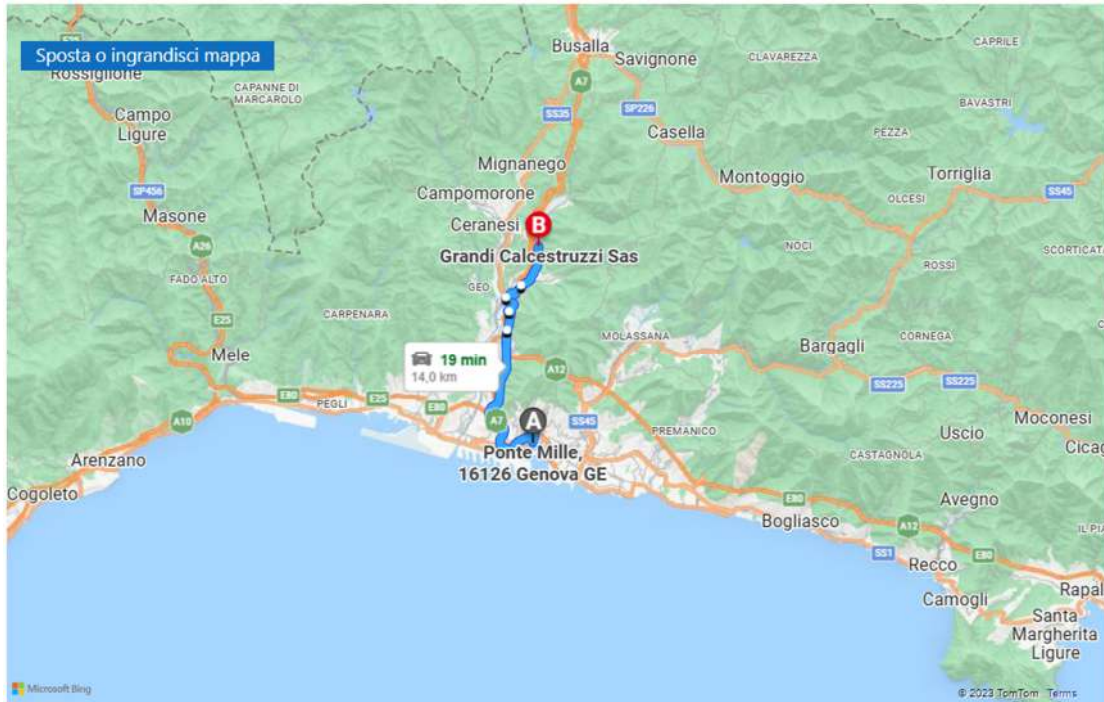 Sposta o ingrandisci mappa
Rossiglione
CAPANNE DI
MARCAROLO
Campo
Ligure
SP456
Masone
A26
FADO ALTO
E25
Mele
CARPENARA
Busalla
Savignone
A7
SS35
SP226
CLAVAREZZA
CAPRILE
BAVASTRI
PEZZA
Casella
Mignanego
Montoggio
Torriglia
SS45
Campomorone
OLCESI
Ceranesi
B
Grandi Calcestruzzi Sas
NOCI
SCORTICATA
ROSSI
GEO
MOLASSANA
CORNEGA
Bargagli
19 min
14,0 km
A12
SS225
SS225
Moconesi
E80
E25
PEGLI
E80
A7
A
SS45
PREMANICO
Uscio
Cicag
A10
Arenzano
Ponte Mille,
16126 Genova GE
CASTAGNOLA
Cogoleto
E80
Avegno
Bogliasco
A12
IL PIA
SS1
E80
Recco
Camogli
Rapal
Santa
Margherita
Ligure
Microsoft Bing
© 2023 TomTom Terms